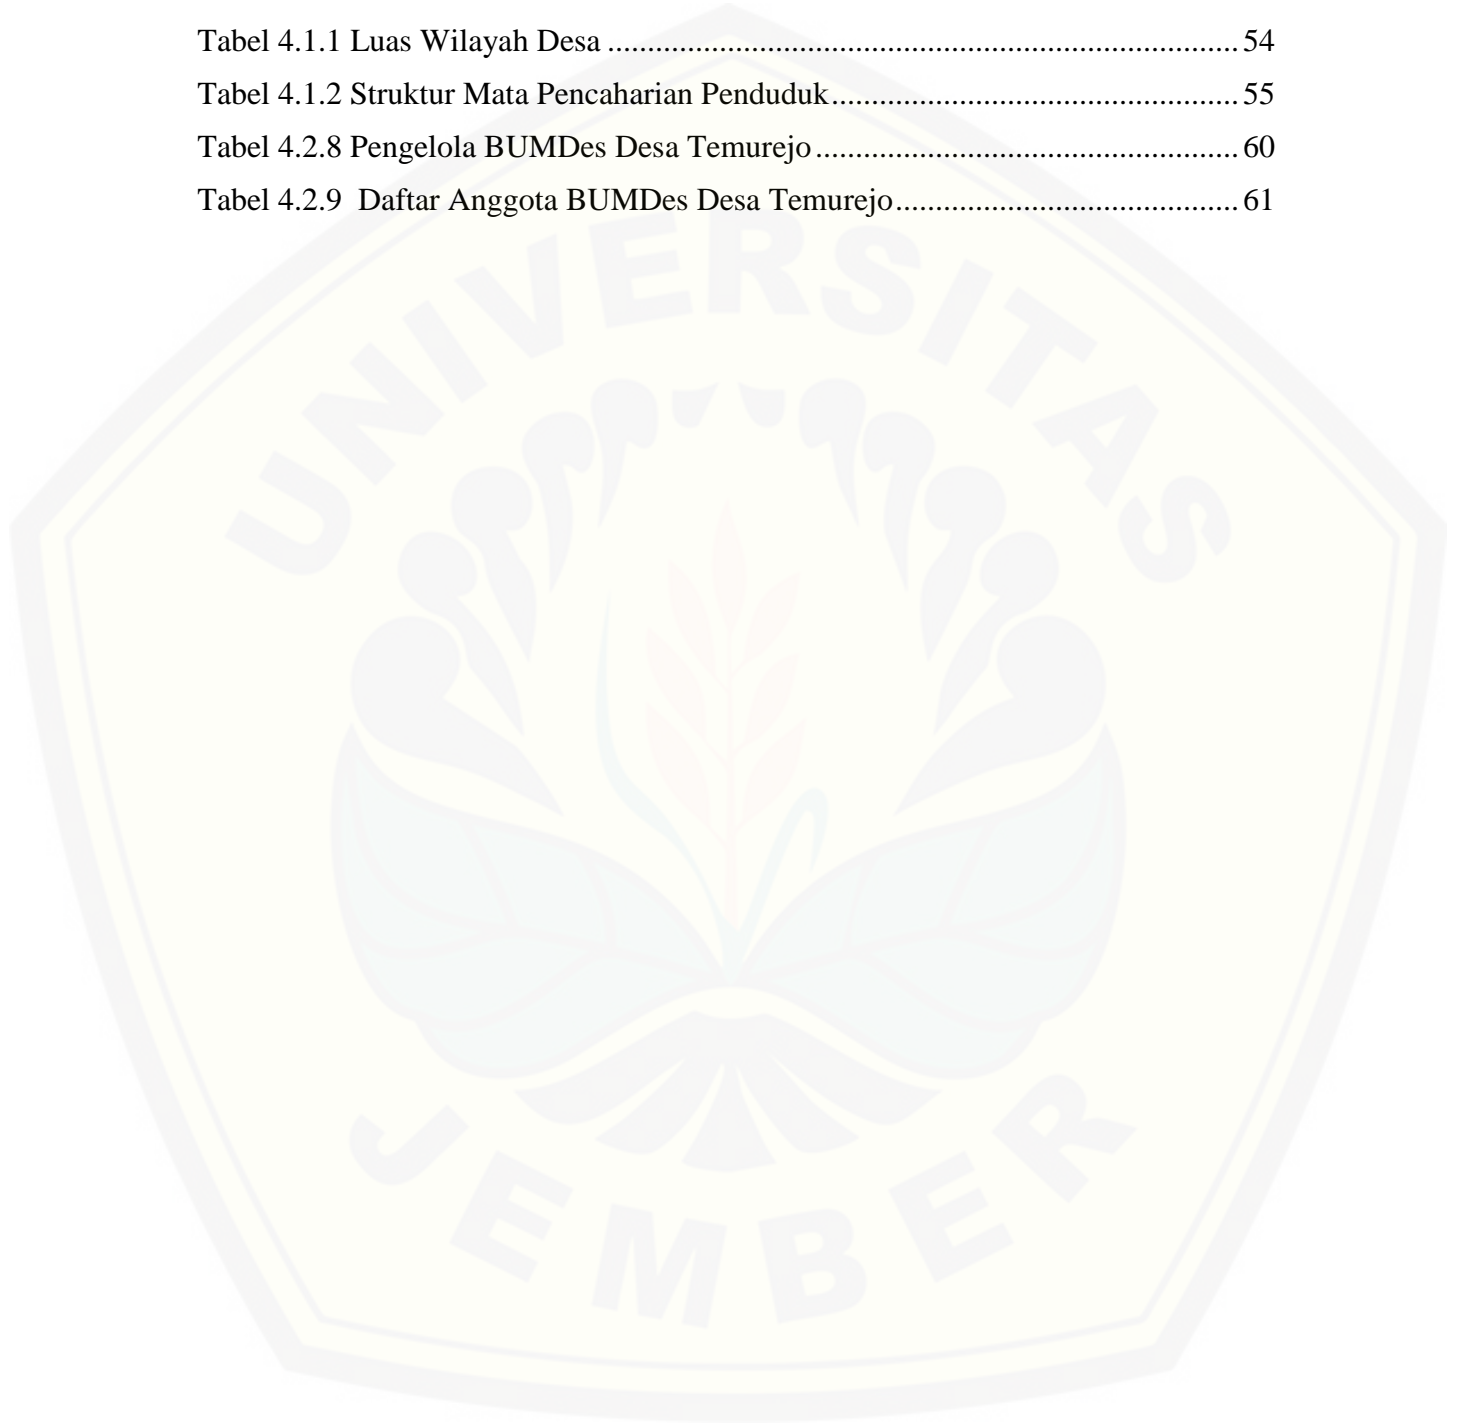 Tabel 4.1.1 Luas Wilayah Desa ................................................................................ 54
Tabel 4.1.2 Struktur Mata Pencaharian Penduduk.................................................... 55
Tabel 4.2.8 Pengelola BUMDes Desa Temurejo...................................................... 60
Tabel 4.2.9  Daftar Anggota BUMDes Desa Temurejo............................................ 61
UNIVERSITAS
JEMBER